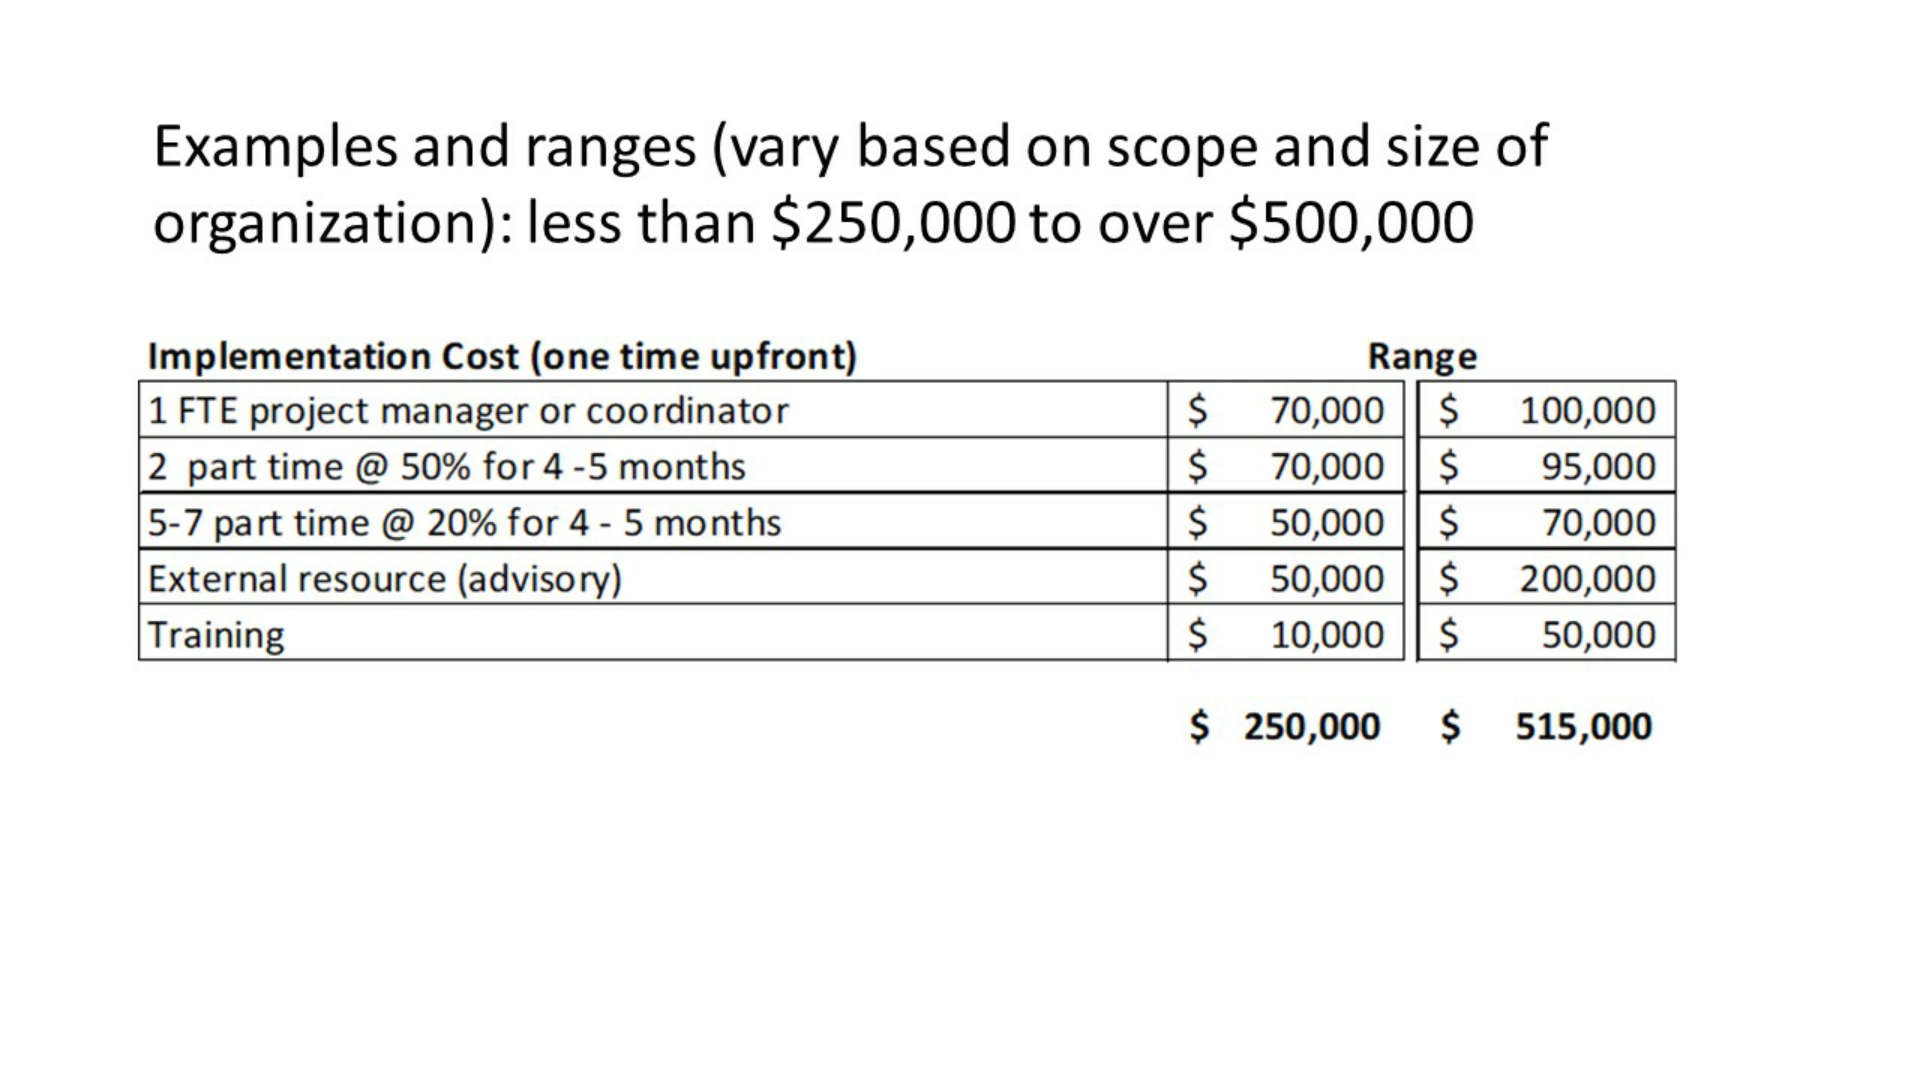 Examples and ranges (vary based on scope and size of
organization): less than $250,000 to over $500,000
Implementation Cost (one time upfront) Range
1 FTE project manager or coordinator $ 70,000 $ 100,000
2 part time @ 50% for 4 -5 months $ 70,000 $ 95,000
5-7 part time @ 20% for 4 - 5 months $ 50,000 $ 70,000
External resource (advisory) $ 50,000 $ 200,000
Training $ 10,000 $ 50,000
$ 250,000 $ 515,000